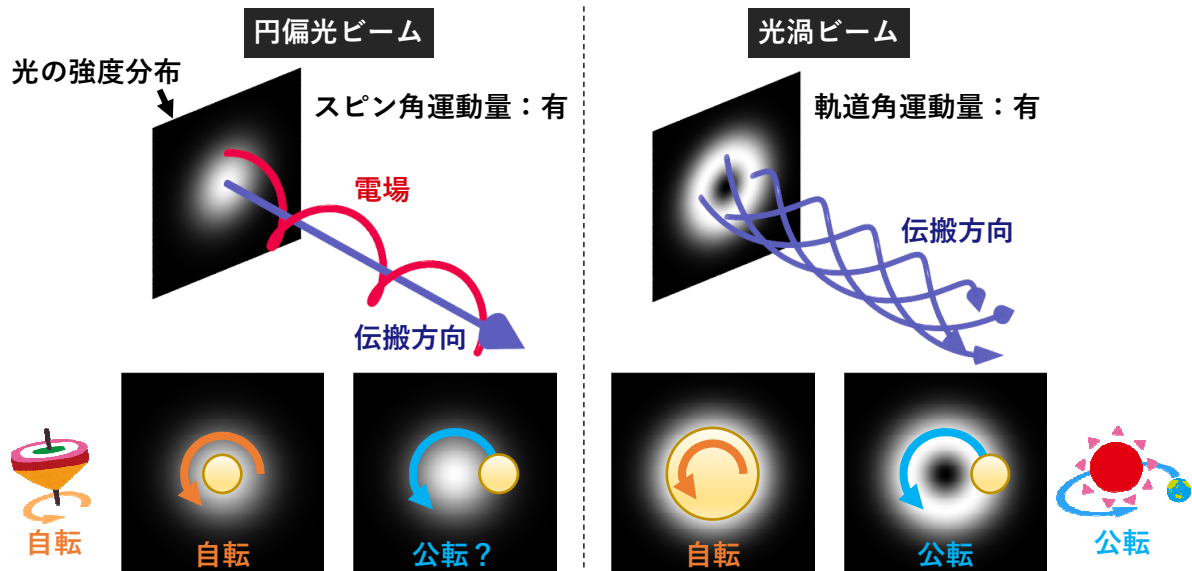 円偏光ビーム
光の強度分布
スピン角運動量：有
電場
伝搬方向
自転
自転
公転？
光渦ビーム
軌道角運動量：有
伝搬方向
自転
公転
公転